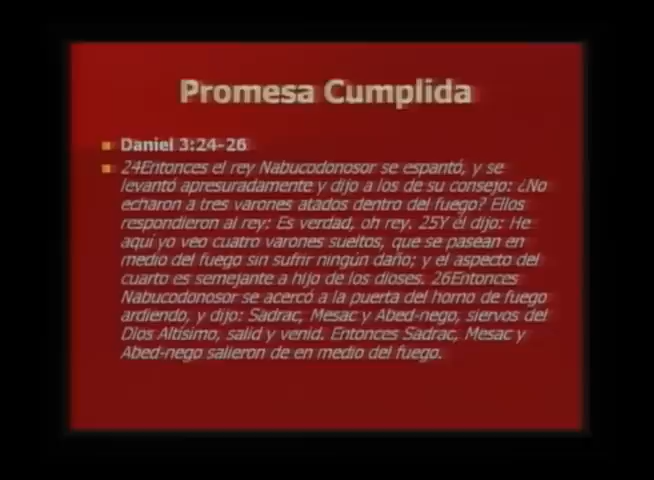 Promesa Cumplida
Daniel 3:24-26
24Entonces el rey Nabucodonosor se espantó, y se
levantó apresuradamente y dijo a los de su consejo: ¿No
echaron a tres varones atados dentro del fuego? Ellos
respondieron al rey: Es verdad, oh rey. 25Y él dijo: He
aquí yo veo cuatro varones sueltos, que se pasean en
medio del fuego sin sufrir ningún daño; y el aspecto del
cuarto es semejante a hijo de los dioses. 26Entonces
Nabucodonosor se acercó a la puerta del horno de fuego
ardiendo, y dijo: Sadrac, Mesac y Abed-nego, siervos del
Dios Altísimo, salid y venid. Entonces Sadrac, Mesac y
Abed-nego salieron de en medio del fuego.